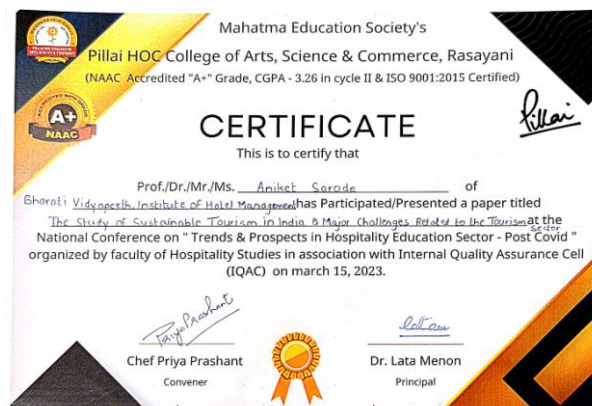 Mahatma Education Society's
Pillai HOC College of Arts, Science & Commerce, Rasayani
(NAAC Accredited "A+" Grade, CGPA - 3.26 in cycle II & ISO 9001:2015 Certified)
A+
NAAC
Pillai
CERTIFICATE
This is to certify that
Prof./Dr./Mr./Ms. Aniket Sarode of
Bharati Vidyapeeth, Institute of Hotel Management has Participated/Presented a paper titled
The Study of Sustainable Tourism in India & Major Challenges Related to the Tourism sector at the
National Conference on " Trends & Prospects in Hospitality Education Sector - Post Covid "
organized by faculty of Hospitality Studies in association with Internal Quality Assurance Cell
(IQAC) on march 15, 2023.
PriyaPrashant
Chef Priya Prashant
Convener
Dr. Lata Menon
Principal